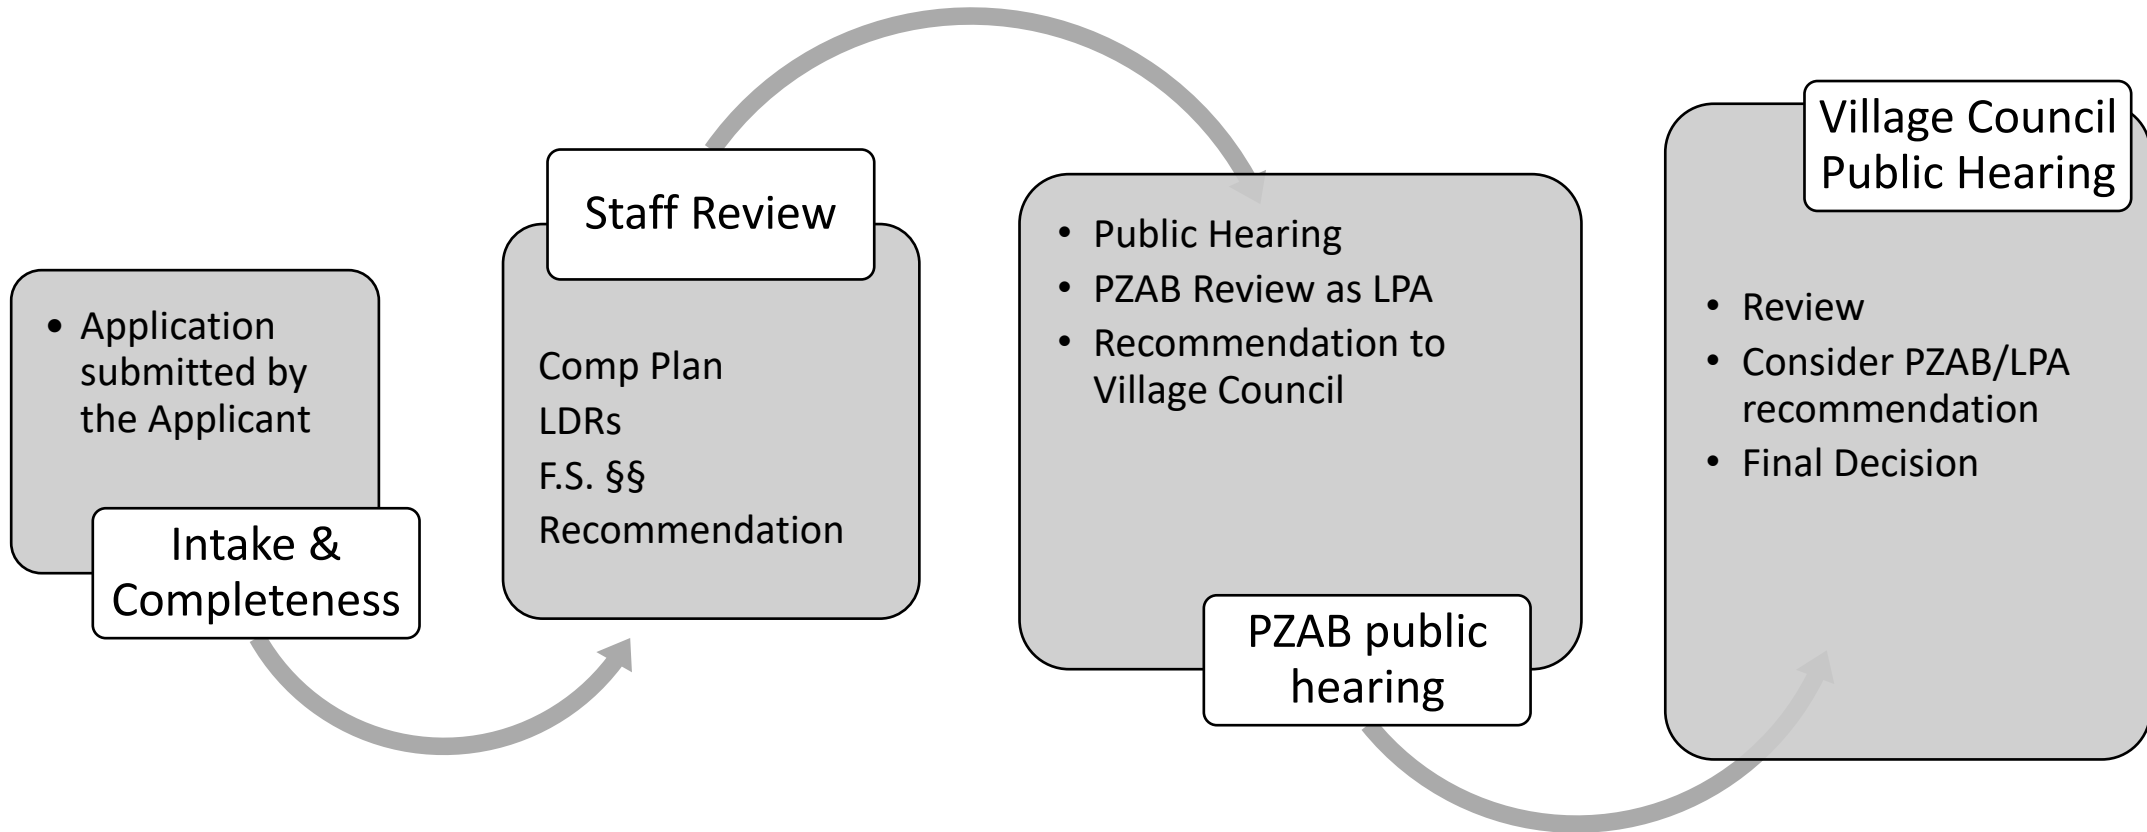 • Application
submitted by
the Applicant
Intake &
Completeness
Staff Review
Comp Plan
LDRs
F.S. §§
Recommendation
• Public Hearing
• PZAB Review as LPA
• Recommendation to
Village Council
PZAB public
hearing
Village Council
Public Hearing
• Review
• Consider PZAB/LPA
recommendation
• Final Decision